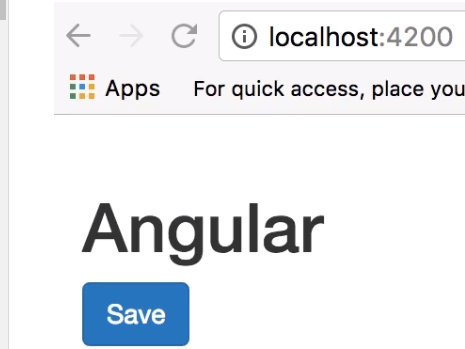 localhost:4200
Apps For quick access, place you
Angular
Save